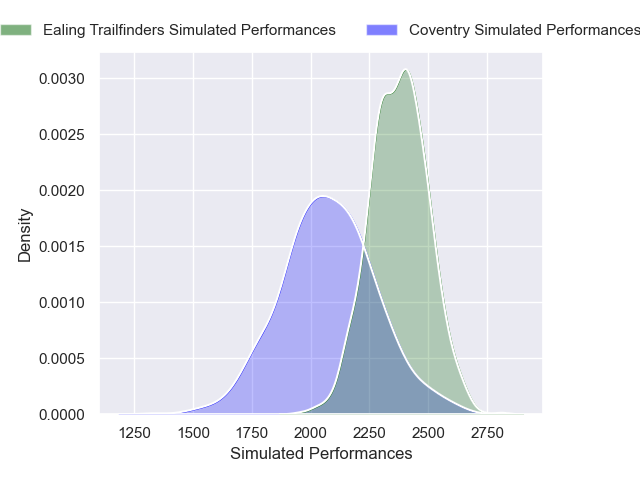 Ealing Trailfinders Simulated Performances
Coventry Simulated Performances
0.0030
0.0025
0.0020
0.0015
0.0010
0.0005
0.0000
Density
1250 1500 1750 2000 2250 2500 2750
Simulated Performances